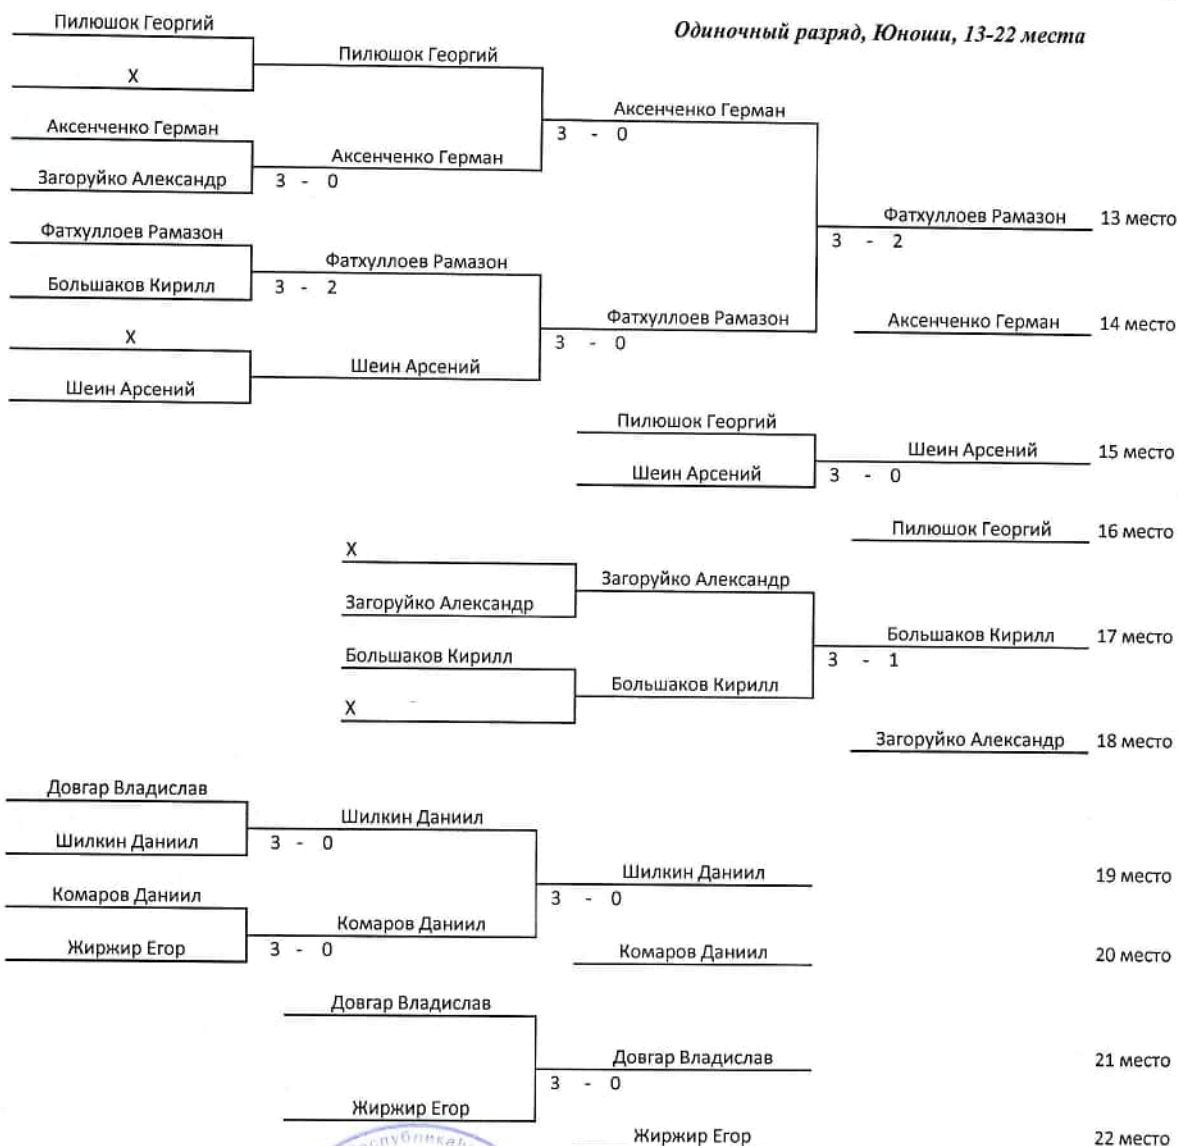 Пилюшок Георгий
Одиночный разряд, Юноши, 13-22 места
Х
Пилюшок Георгий
Аксенченко Герман
3 - 0
Аксенченко Герман
Загоруйко Александр
3 - 0
Аксенченко Герман
Фатхуллоев Рамазон
13 место
3 - 2
Фатхуллоев Рамазон
Большаков Кирилл
3 - 2
Фатхуллоев Рамазон
Фатхуллоев Рамазон
3 - 0
Аксенченко Герман
14 место
Х
Шеин Арсений
Шеин Арсений
Пилюшок Георгий
Шеин Арсений
3 - 0
Шеин Арсений
15 место
Пилюшок Георгий
16 место
Х
Загоруйко Александр
Загоруйко Александр
Большаков Кирилл
17 место
3 - 1
Большаков Кирилл
Большаков Кирилл
Х
Загоруйко Александр
18 место
Довгар Владислав
Шилкин Даниил
3 - 0
Шилкин Даниил
Шилкин Даниил
19 место
3 - 0
Комаров Даниил
Комаров Даниил
Жиржир Егор
3 - 0
Комаров Даниил
20 место
Довгар Владислав
Довгар Владислав
21 место
3 - 0
Жиржир Егор
Жиржир Егор
22 место